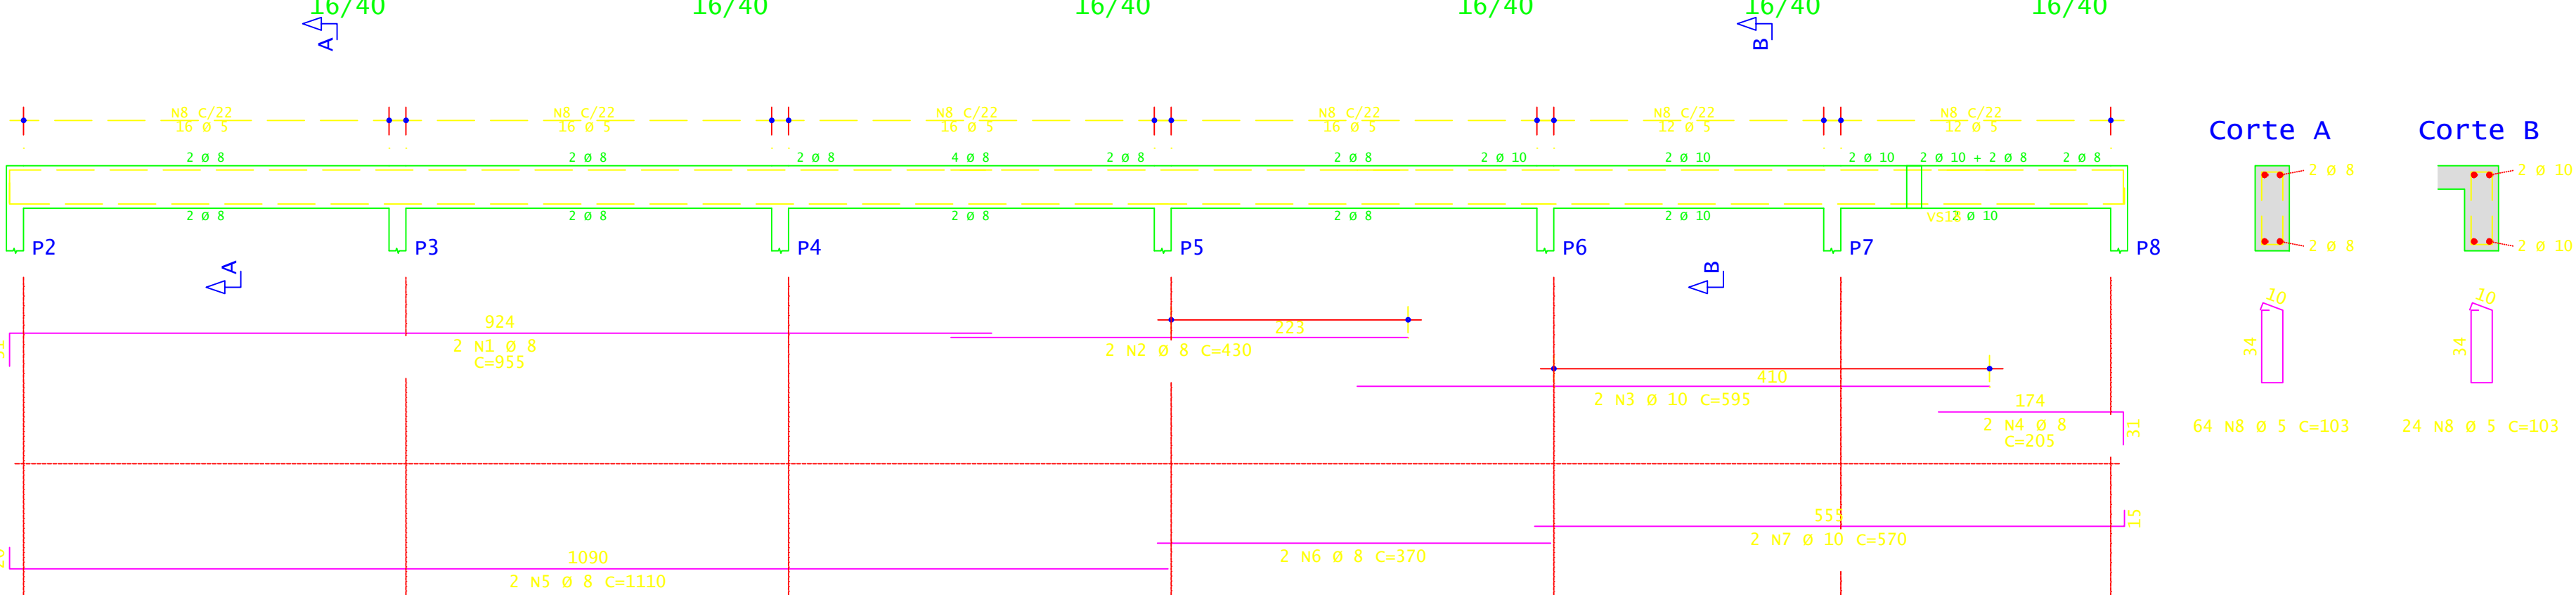 16/40 16/40 16/40 16/40 16/40 16/40
A B
N8 C/22 N8 C/22 N8 C/22 N8 C/22 N8 C/22 N8 C/22
16 Ø 5 16 Ø 5 16 Ø 5 16 Ø 5 12 Ø 5 12 Ø 5
Corte A Corte B
2 Ø 8 2 Ø 8 2 Ø 8 4 Ø 8 2 Ø 8 2 Ø 8 2 Ø 10 2 Ø 10 2 Ø 10 2 Ø 10 + 2 Ø 8 2 Ø 8
2 Ø 8 2 Ø 10
2 Ø 8 2 Ø 8 2 Ø 8 2 Ø 8 2 Ø 10 2 Ø 10
P2 P3 P4 P5 P6 P7 P8
2 Ø 8 2 Ø 10
A B
10 10
924
223
34 34
2 N1 Ø 8
C=955
2 N2 Ø 8 C=430
410
2 N3 Ø 10 C=595
174
31
2 N4 Ø 8
C=205
64 N8 Ø 5 C=103 24 N8 Ø 5 C=103
555
15
2 N7 Ø 10 C=570
1090
2 N6 Ø 8 C=370
2 N5 Ø 8 C=1110